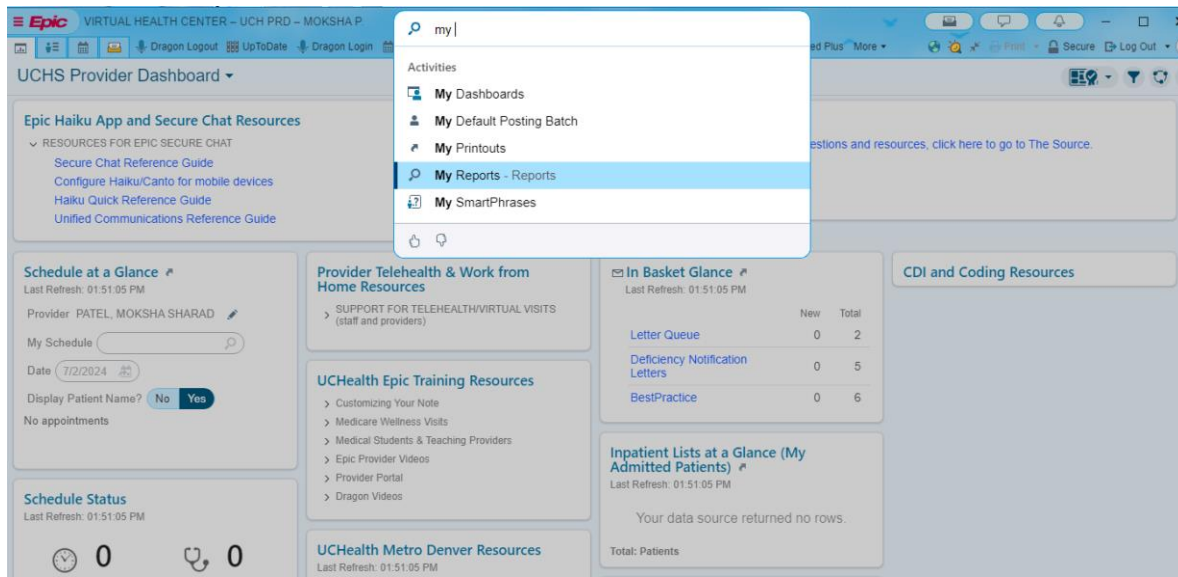 Epic VIRTUAL HEALTH CENTER – UCH PRD – MOKSHA P.
Dragon Logout UpToDate Dragon Login ed Plus More Print Secure Log Out
my
Activities
My Dashboards
My Default Posting Batch
My Printouts
My Reports - Reports
My SmartPhrases
UCHS Provider Dashboard
Epic Haiku App and Secure Chat Resources
RESOURCES FOR EPIC SECURE CHAT
Secure Chat Reference Guide
Configure Haiku/Canto for mobile devices
Haiku Quick Reference Guide
Unified Communications Reference Guide
estions and resources, click here to go to The Source.
Schedule at a Glance
Last Refresh: 01:51:05 PM
Provider PATEL, MOKSHA SHARAD
My Schedule
Date 7/2/2024
Display Patient Name? No Yes
No appointments
Schedule Status
Last Refresh: 01:51:05 PM
0 0
Provider Telehealth & Work from
Home Resources
SUPPORT FOR TELEHEALTH/VIRTUAL VISITS
(staff and providers)
UCHealth Epic Training Resources
Customizing Your Note
Medicare Wellness Visits
Medical Students & Teaching Providers
Epic Provider Videos
Provider Portal
Dragon Videos
UCHealth Metro Denver Resources
Last Refresh: 01:51:05 PM
In Basket Glance
Last Refresh: 01:51:05 PM
New Total
Letter Queue 0 2
Deficiency Notification
Letters 0 5
BestPractice 0 6
Inpatient Lists at a Glance (My
Admitted Patients)
Last Refresh: 01:51:05 PM
Your data source returned no rows.
Total: Patients
CDI and Coding Resources